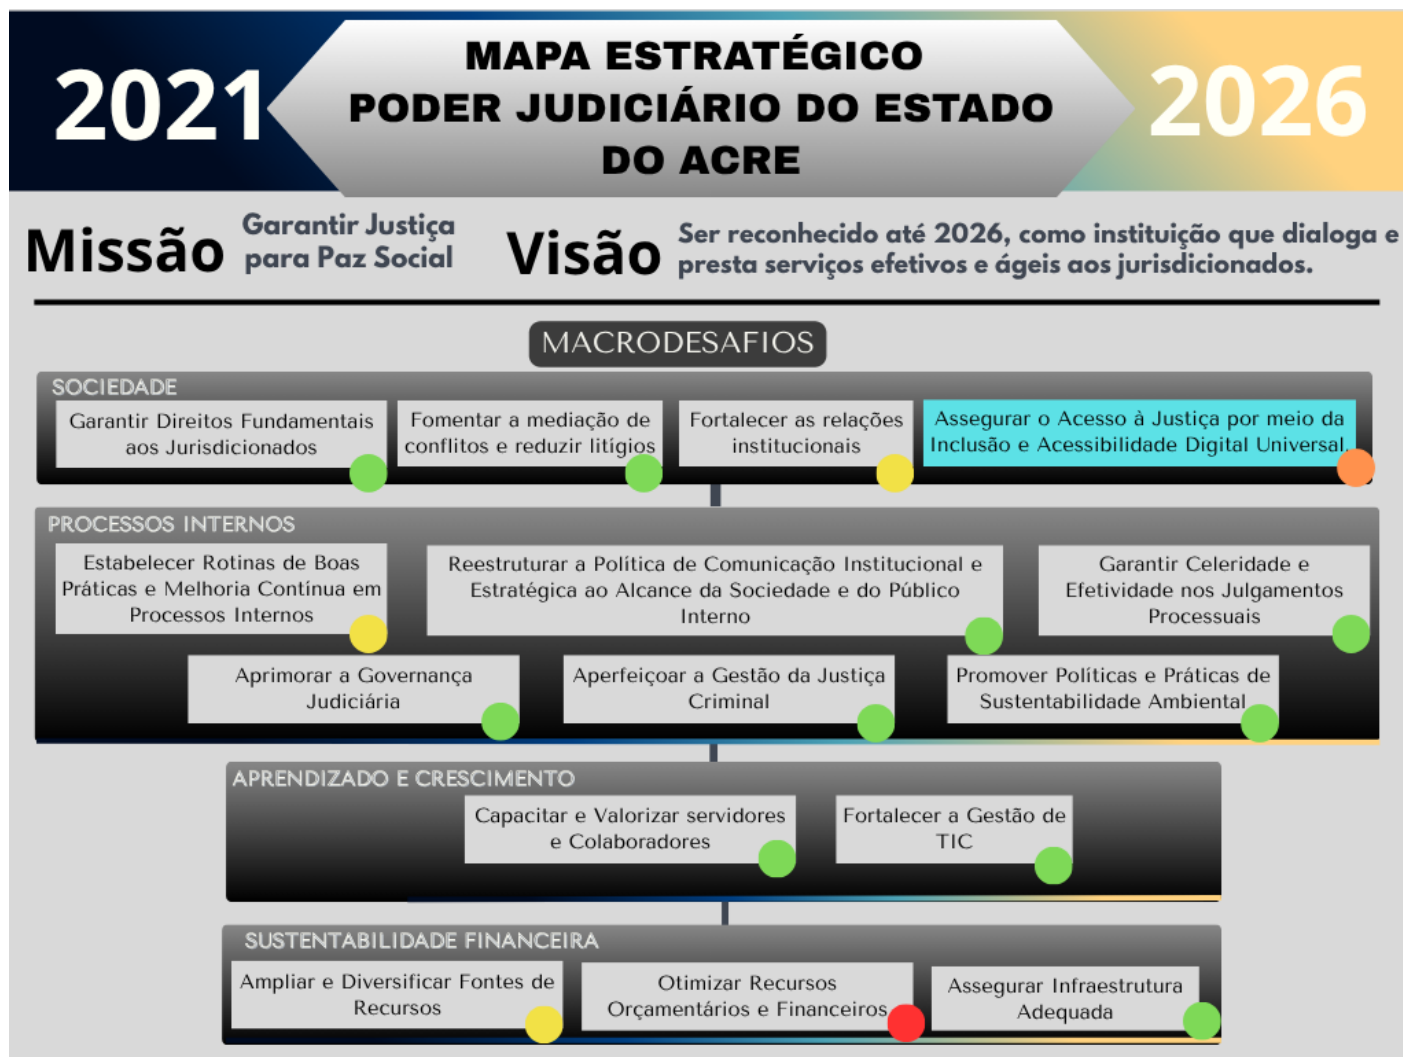 2021
MAPA ESTRATÉGICO
PODER JUDICIÁRIO DO ESTADO
DO ACRE
2026
Missão
Garantir Justiça
para Paz Social
Visão
Ser reconhecido até 2026, como instituição que dialoga e
presta serviços efetivos e ágeis aos jurisdicionados.
MACRODESAFIOS
SOCIEDADE
Garantir Direitos Fundamentais
aos Jurisdicionados
Fomentar a mediação de
conflitos e reduzir litígios
Fortalecer as relações
institucionais
Assegurar o Acesso à Justiça por meio da
Inclusão e Acessibilidade Digital Universal.
PROCESSOS INTERNOS
Estabelecer Rotinas de Boas
Práticas e Melhoria Contínua em
Processos Internos
Reestruturar a Política de Comunicação Institucional e
Estratégica ao Alcance da Sociedade e do Público
Interno
Garantir Celeridade e
Efetividade nos Julgamentos
Processuais
Aprimorar a Governança
Judiciária
Aperfeiçoar a Gestão da Justiça
Criminal
Promover Políticas e Práticas de
Sustentabilidade Ambiental
APRENDIZADO E CRESCIMENTO
Capacitar e Valorizar servidores
e Colaboradores
Fortalecer a Gestão de
TIC
SUSTENTABILIDADE FINANCEIRA
Ampliar e Diversificar Fontes de
Recursos
Otimizar Recursos
Orçamentários e Financeiros
Assegurar Infraestrutura
Adequada